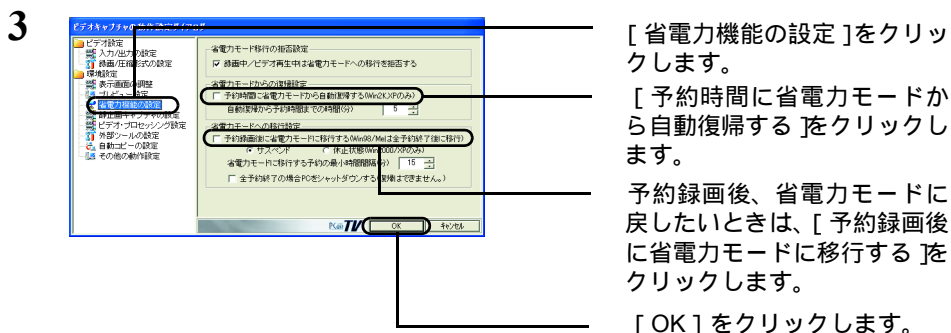 3
ビデオキャプチャの動作設定ダイアログ
ビデオ設定
入力/出力の設定
録画/圧縮形式の設定
環境設定
表示画面の調整
プレビュー設定
省電力機能の設定
静止画キャプチャの設定
ビデオ・プロセッシング設定
外部ツールの設定
自動コピーの設定
その他の動作設定
省電力モード移行の拒否設定
録画中/ビデオ再生中は省電力モードへの移行を拒否する
省電力モードからの復帰設定
予約時間に省電力モードから自動復帰する(Win2K/XPのみ)
自動復帰から予約時間までの時間(分) 5
省電力モードへの移行設定
予約録画後に省電力モードに移行する(Win98/Meは全予約終了後に移行)
サスペンド 休止状態(Win2000/XPのみ)
省電力モードに移行する予約の最小時間間隔(分) 15
全予約終了の場合PCをシャットダウンする(復帰はできません。)
TV OK キャンセル
[ 省電力機能の設定 ]をクリッ
クします。
[ 予約時間に省電力モードか
ら自動復帰する ]をクリックし
ます。
予約録画後、省電力モードに
戻したいときは、[ 予約録画後
に省電力モードに移行する ]を
クリックします。
[ OK ] をクリックします。